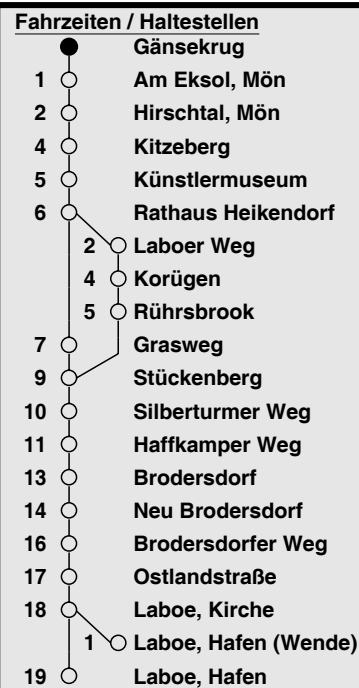 Fahrzeiten / Haltestellen
Gänsekrug
1 Am Eksol, Mön
2 Hirschtal, Mön
4 Kitzeberg
5 Künstlermuseum
6 Rathaus Heikendorf
2 Laboer Weg
4 Korügen
5 Rührsbrook
7 Grasweg
9 Stückenberg
10 Silberturmer Weg
11 Haffkamper Weg
13 Brodersdorf
14 Neu Brodersdorf
16 Brodersdorfer Weg
17 Ostlandstraße
18 Laboe, Kirche
1 Laboe, Hafen (Wende)
19 Laboe, Hafen